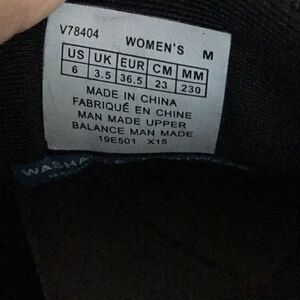 V78404 WOMEN'S M
US UK EUR CM MM
6 3.5 36.5 23 230
MADE IN CHINA
FABRIQUÉ EN CHINE
MAN MADE UPPER
BALANCE MAN MADE
19E501 X15